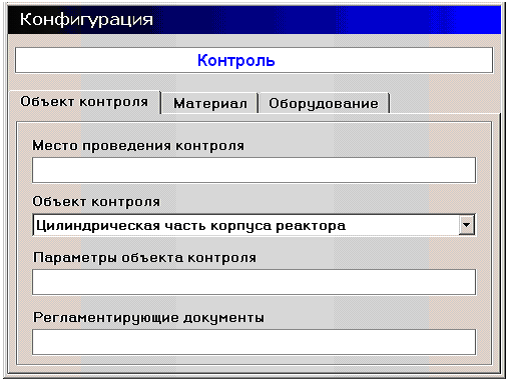 Конфигурация
Контроль
Объект контроля Материал Оборудование
Место проведения контроля
Объект контроля
Цилиндрическая часть корпуса реактора
Параметры объекта контроля
Регламентирующие документы